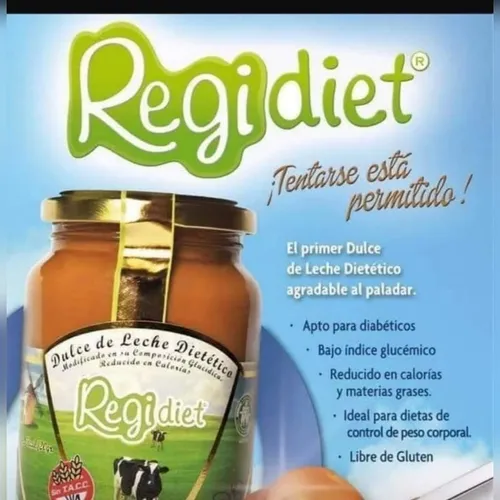 Regidiet®
¡Tentarse está
permitido!
El primer Dulce
de Leche Dietético
agradable al paladar.
· Apto para diabéticos
· Bajo índice glucémico
· Reducido en calorías
y materias grases.
· Ideal para dietas de
control de peso corporal.
· Libre de Gluten
Dulce de Leche Dietético
Modificado en su Composición Glucídica.
Reducido en Calorías
Regidiet
Sin T.A.C.C.